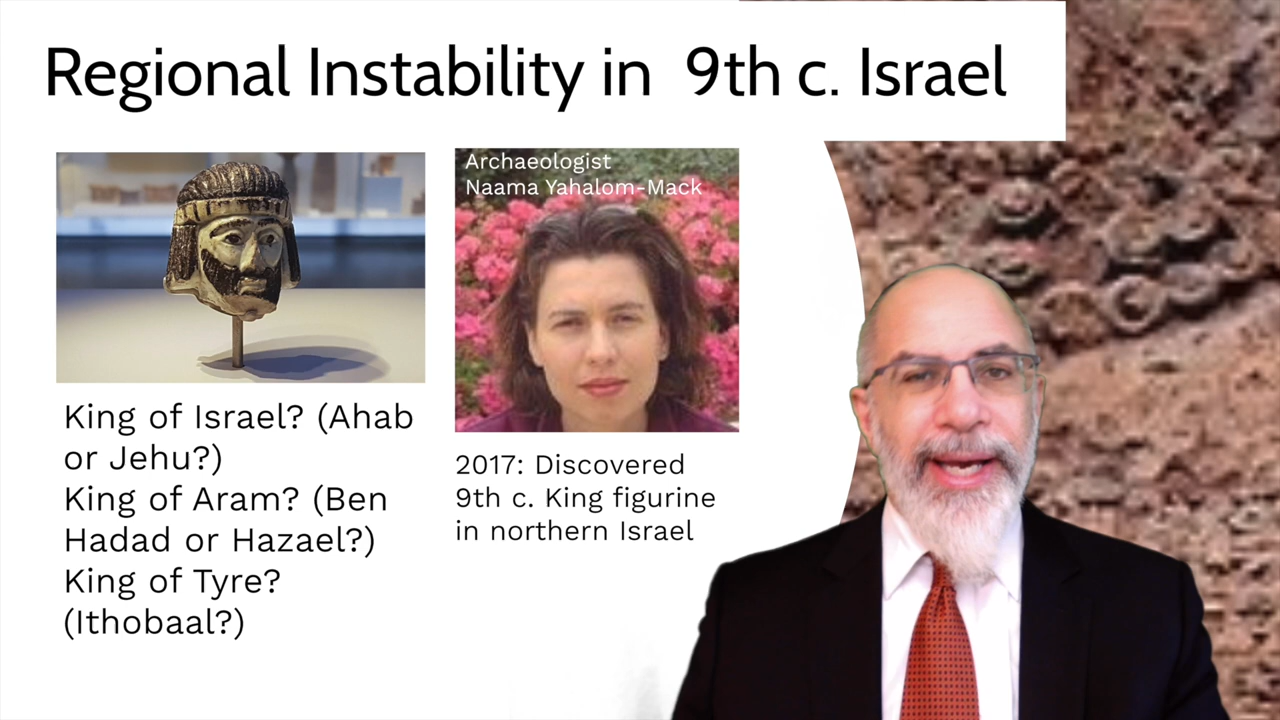 Regional Instability in 9th c. Israel
Archaeologist
Naama Yahalom-Mack
King of Israel? (Ahab
or Jehu?)
King of Aram? (Ben
Hadad or Hazael?)
King of Tyre?
(Ithobaal?)
2017: Discovered
9th c. King figurine
in northern Israel